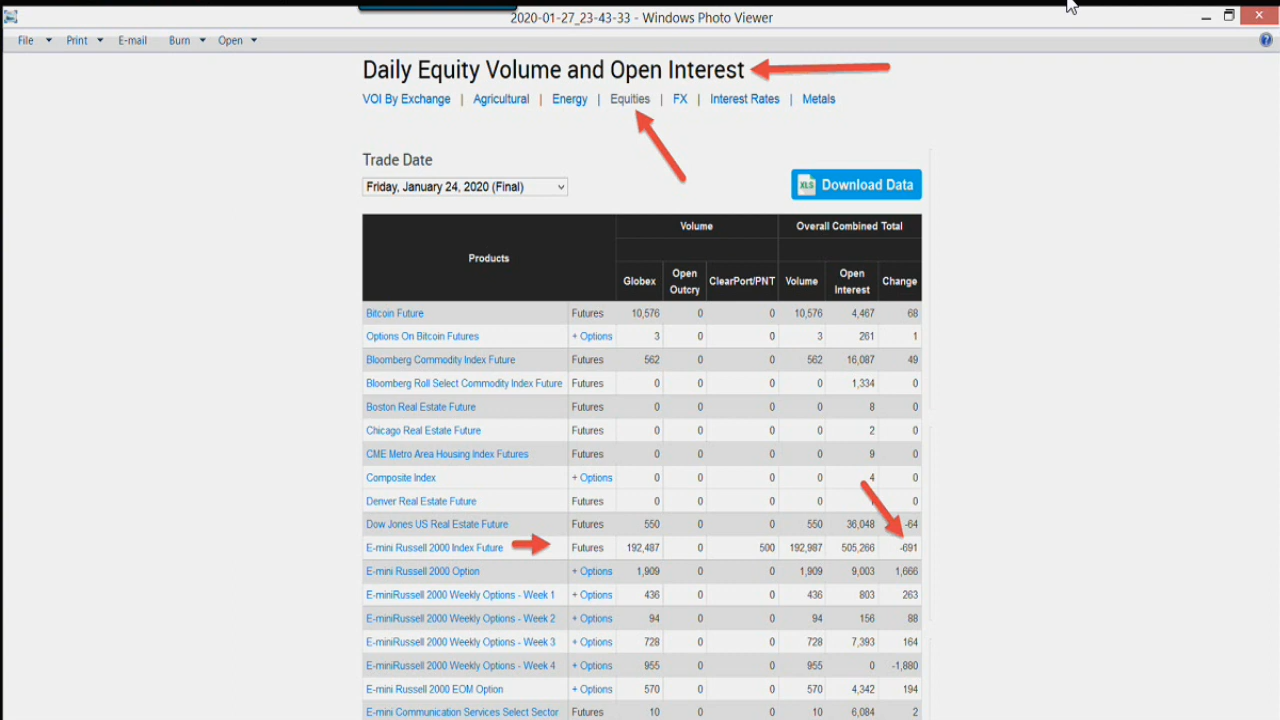 2020-01-27_23-43-33 - Windows Photo Viewer
File Print E-mail Burn Open
Daily Equity Volume and Open Interest
VOI By Exchange | Agricultural | Energy | Equities | FX | Interest Rates | Metals
Trade Date
Friday, January 24, 2020 (Final)
XLS Download Data
Volume Overall Combined Total
Products Globex Open Outcry ClearPort/PNT Volume Open Interest Change
Bitcoin Future Futures 10,576 0 0 10,576 4,467 68
Options On Bitcoin Futures + Options 3 0 0 3 261 1
Bloomberg Commodity Index Future Futures 562 0 0 562 16,087 49
Bloomberg Roll Select Commodity Index Future Futures 0 0 0 0 1,334 0
Boston Real Estate Future Futures 0 0 0 0 8 0
Chicago Real Estate Future Futures 0 0 0 0 2 0
CME Metro Area Housing Index Futures Futures 0 0 0 0 9 0
Composite Index + Options 0 0 0 0 4 0
Denver Real Estate Future Futures 0 0 0 0 0
Dow Jones US Real Estate Future Futures 550 0 0 550 36,048 -64
E-mini Russell 2000 Index Future Futures 192,487 0 500 192,987 505,266 -691
E-mini Russell 2000 Option + Options 1,909 0 0 1,909 9,003 1,666
E-miniRussell 2000 Weekly Options - Week 1 + Options 436 0 0 436 803 263
E-miniRussell 2000 Weekly Options - Week 2 + Options 94 0 0 94 156 88
E-miniRussell 2000 Weekly Options - Week 3 + Options 728 0 0 728 7,393 164
E-miniRussell 2000 Weekly Options - Week 4 + Options 955 0 0 955 0 -1,880
E-mini Russell 2000 EOM Option + Options 570 0 0 570 4,342 194
E-mini Communication Services Select Sector Futures 10 0 0 10 6,084 2